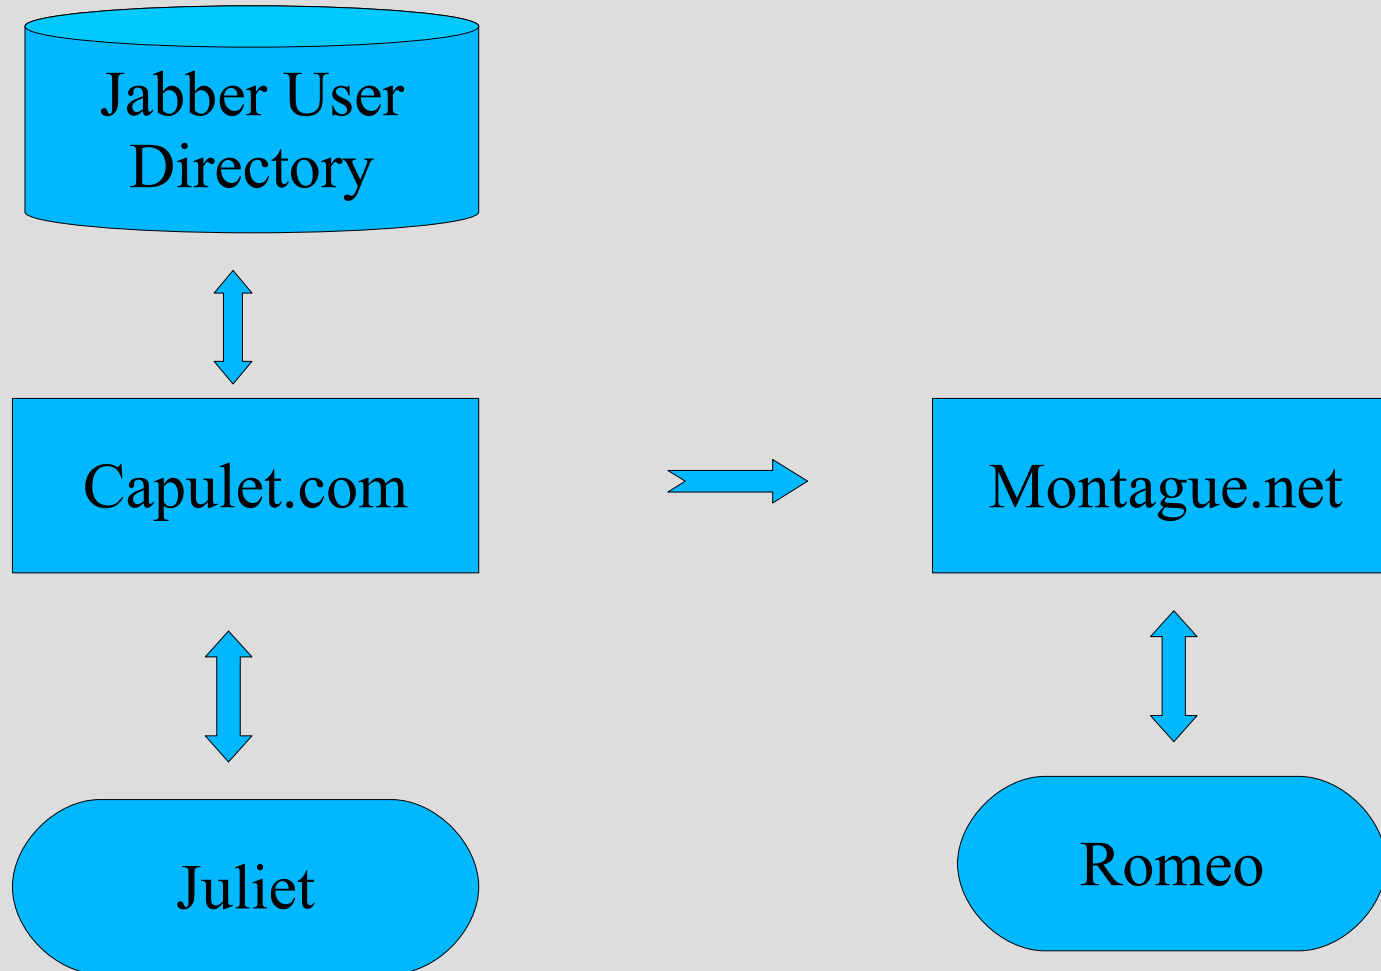 Jabber User
Directory
Capulet.com
Montague.net
Juliet
Romeo